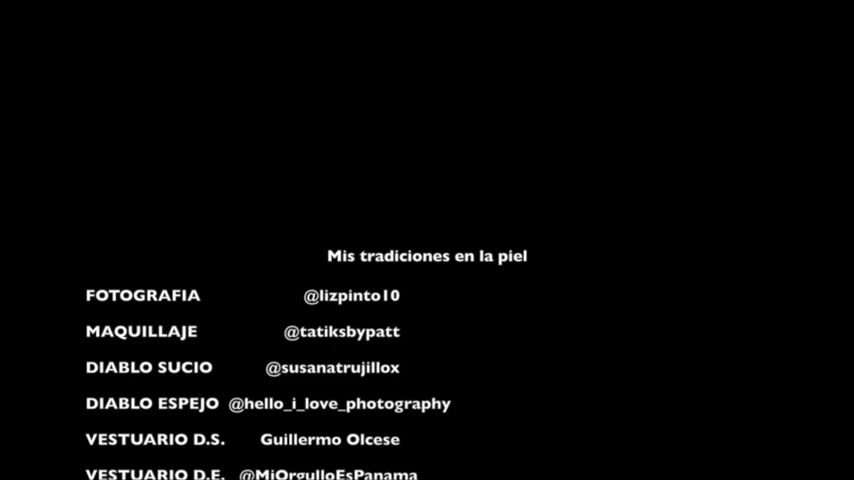 Mis tradiciones en la piel
FOTOGRAFIA @lizpinto10
MAQUILLAJE @tatiksbypatt
DIABLO SUCIO @susanatrujillox
DIABLO ESPEJO @hello_i_love_photography
VESTUARIO D.S. Guillermo Olcese
VESTUARIO D.E. @MiOrgulloEsPanama